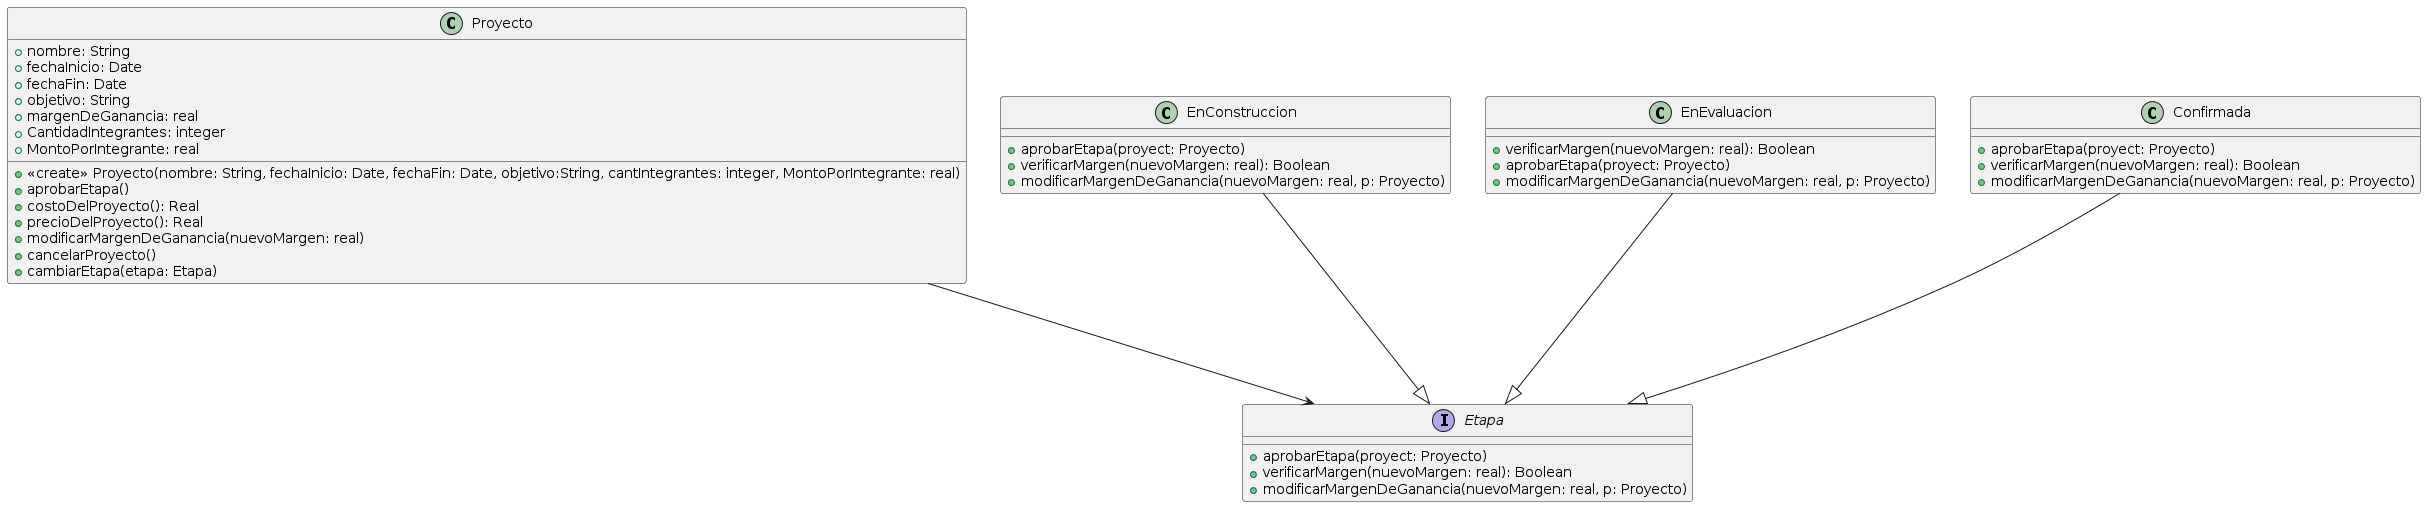 C Proyecto
nombre: String
fechaInicio: Date
fechaFin: Date
objetivo: String
margenDeGanancia: real
CantidadIntegrantes: integer
MontoPorIntegrante: real
«create» Proyecto(nombre: String, fechaInicio: Date, fechaFin: Date, objetivo:String, cantIntegrantes: integer, MontoPorIntegrante: real)
aprobarEtapa()
costoDelProyecto(): Real
precioDelProyecto(): Real
modificarMargenDeGanancia(nuevoMargen: real)
cancelarProyecto()
cambiarEtapa(etapa: Etapa)
C EnConstruccion
aprobarEtapa(proyect: Proyecto)
verificarMargen(nuevoMargen: real): Boolean
modificarMargenDeGanancia(nuevoMargen: real, p: Proyecto)
C EnEvaluacion
verificarMargen(nuevoMargen: real): Boolean
aprobarEtapa(proyect: Proyecto)
modificarMargenDeGanancia(nuevoMargen: real, p: Proyecto)
C Confirmada
aprobarEtapa(proyect: Proyecto)
verificarMargen(nuevoMargen: real): Boolean
modificarMargenDeGanancia(nuevoMargen: real, p: Proyecto)
I Etapa
aprobarEtapa(proyect: Proyecto)
verificarMargen(nuevoMargen: real): Boolean
modificarMargenDeGanancia(nuevoMargen: real, p: Proyecto)